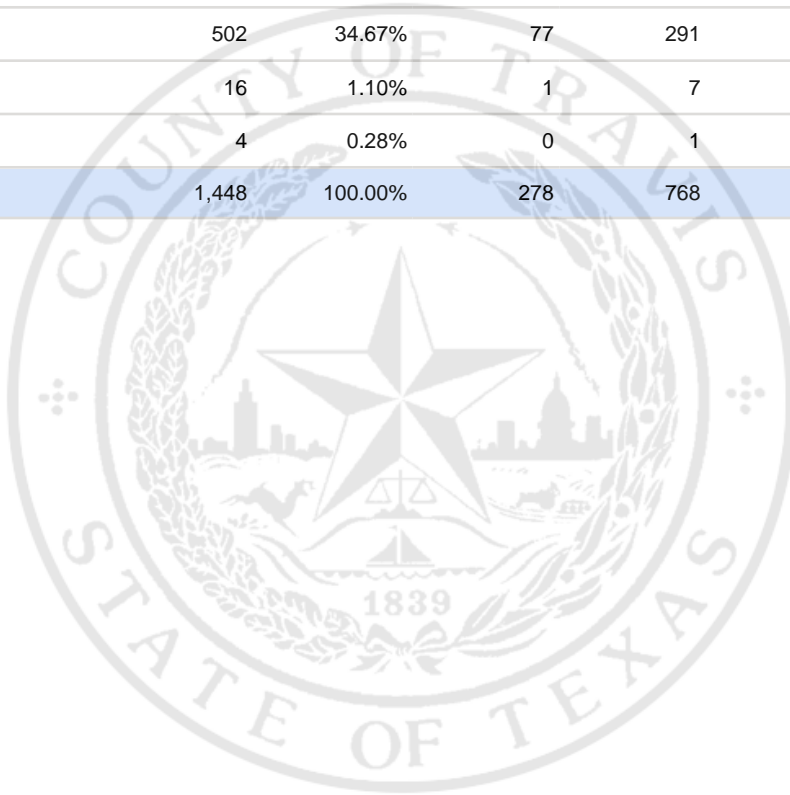 502 34.67% 77 291
16 1.10% 1 7
4 0.28% 0 1
1,448 100.00% 278 768
COUNTY OF TRAVIS
1839
STATE OF TEXAS